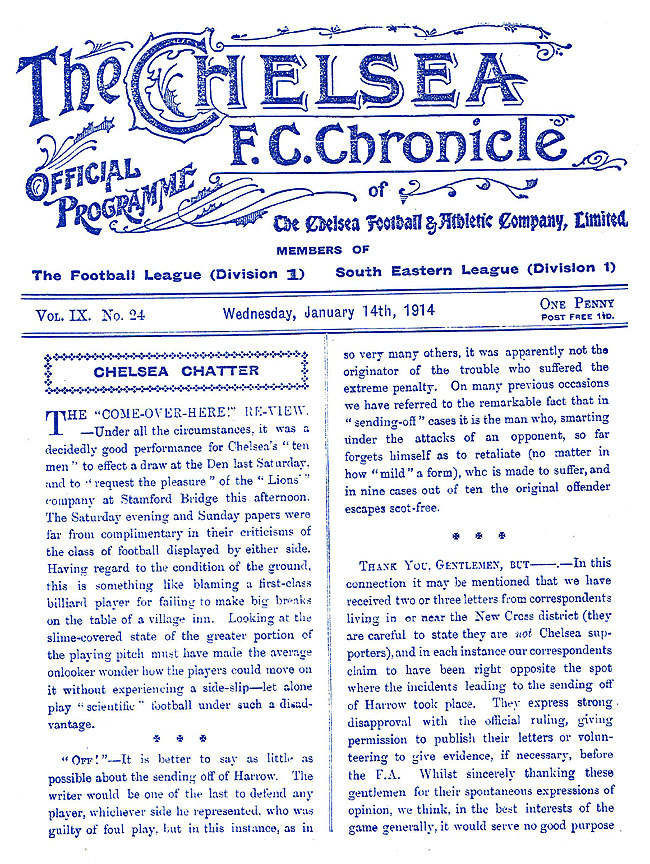 The CHELSEA
F.C. Chronicle
OFFICIAL
PROGRAMME
of
The Chelsea Football & Athletic Company, Limited.
MEMBERS OF
The Football League (Division 1) South Eastern League (Division 1)
VOL. IX. No. 24 Wednesday, January 14th, 1914 ONE PENNY
POST FREE 1½D.
CHELSEA CHATTER
THE "COME-OVER-HERE!" RE-VIEW.
—Under all the circumstances, it was a
decidedly good performance for Chelsea's "ten
men" to effect a draw at the Den last Saturday,
and to "request the pleasure" of the "Lions'"
company at Stamford Bridge this afternoon.
The Saturday evening and Sunday papers were
far from complimentary in their criticisms of
the class of football displayed by either side.
Having regard to the condition of the ground,
this is something like blaming a first-class
billiard player for failing to make big breaks
on the table of a village inn. Looking at the
slime-covered state of the greater portion of
the playing pitch must have made the average
onlooker wonder how the players could move on
it without experiencing a side-slip—let alone
play "scientific" football under such a disad-
vantage.
"OFF!"—It is better to say as little as
possible about the sending off of Harrow. The
writer would be one of the last to defend any
player, whichever side he represented, who was
guilty of foul play, but in this instance, as in
so very many others, it was apparently not the
originator of the trouble who suffered the
extreme penalty. On many previous occasions
we have referred to the remarkable fact that in
"sending-off" cases it is the man who, smarting
under the attacks of an opponent, so far
forgets himself as to retaliate (no matter in
how "mild" a form), who is made to suffer, and
in nine cases out of ten the original offender
escapes scot-free.
THANK YOU, GENTLEMEN, BUT——.—In this
connection it may be mentioned that we have
received two or three letters from correspondents
living in or near the New Cross district (they
are careful to state they are not Chelsea sup-
porters), and in each instance our correspondents
claim to have been right opposite the spot
where the incidents leading to the sending off
of Harrow took place. They express strong
disapproval with the official ruling, giving
permission to publish their letters or volun-
teering to give evidence, if necessary, before
the F.A. Whilst sincerely thanking these
gentlemen for their spontaneous expressions of
opinion, we think, in the best interests of the
game generally, it would serve no good purpose